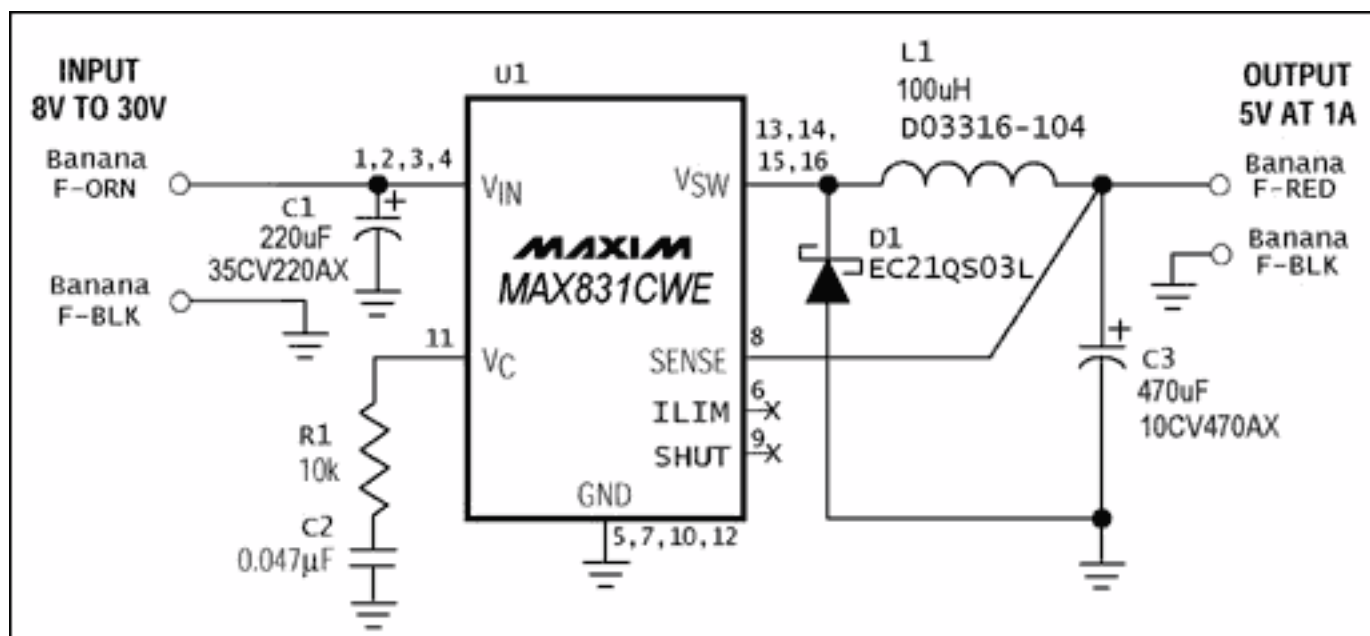 INPUT
8V TO 30V
Banana
F-ORN
Banana
F-BLK
1,2,3,4
C1
+
220uF
35CV220AX
11
R1
10k
C2
0.047µF
U1
VIN
VSW
MAXIM
MAX831CWE
VC
SENSE
ILIM
SHUT
GND
5,7,10,12
13,14,
15,16
8
6
X
9
X
L1
100uH
DO3316-104
D1
EC21QS03L
OUTPUT
5V AT 1A
Banana
F-RED
Banana
F-BLK
+
C3
470uF
10CV470AX